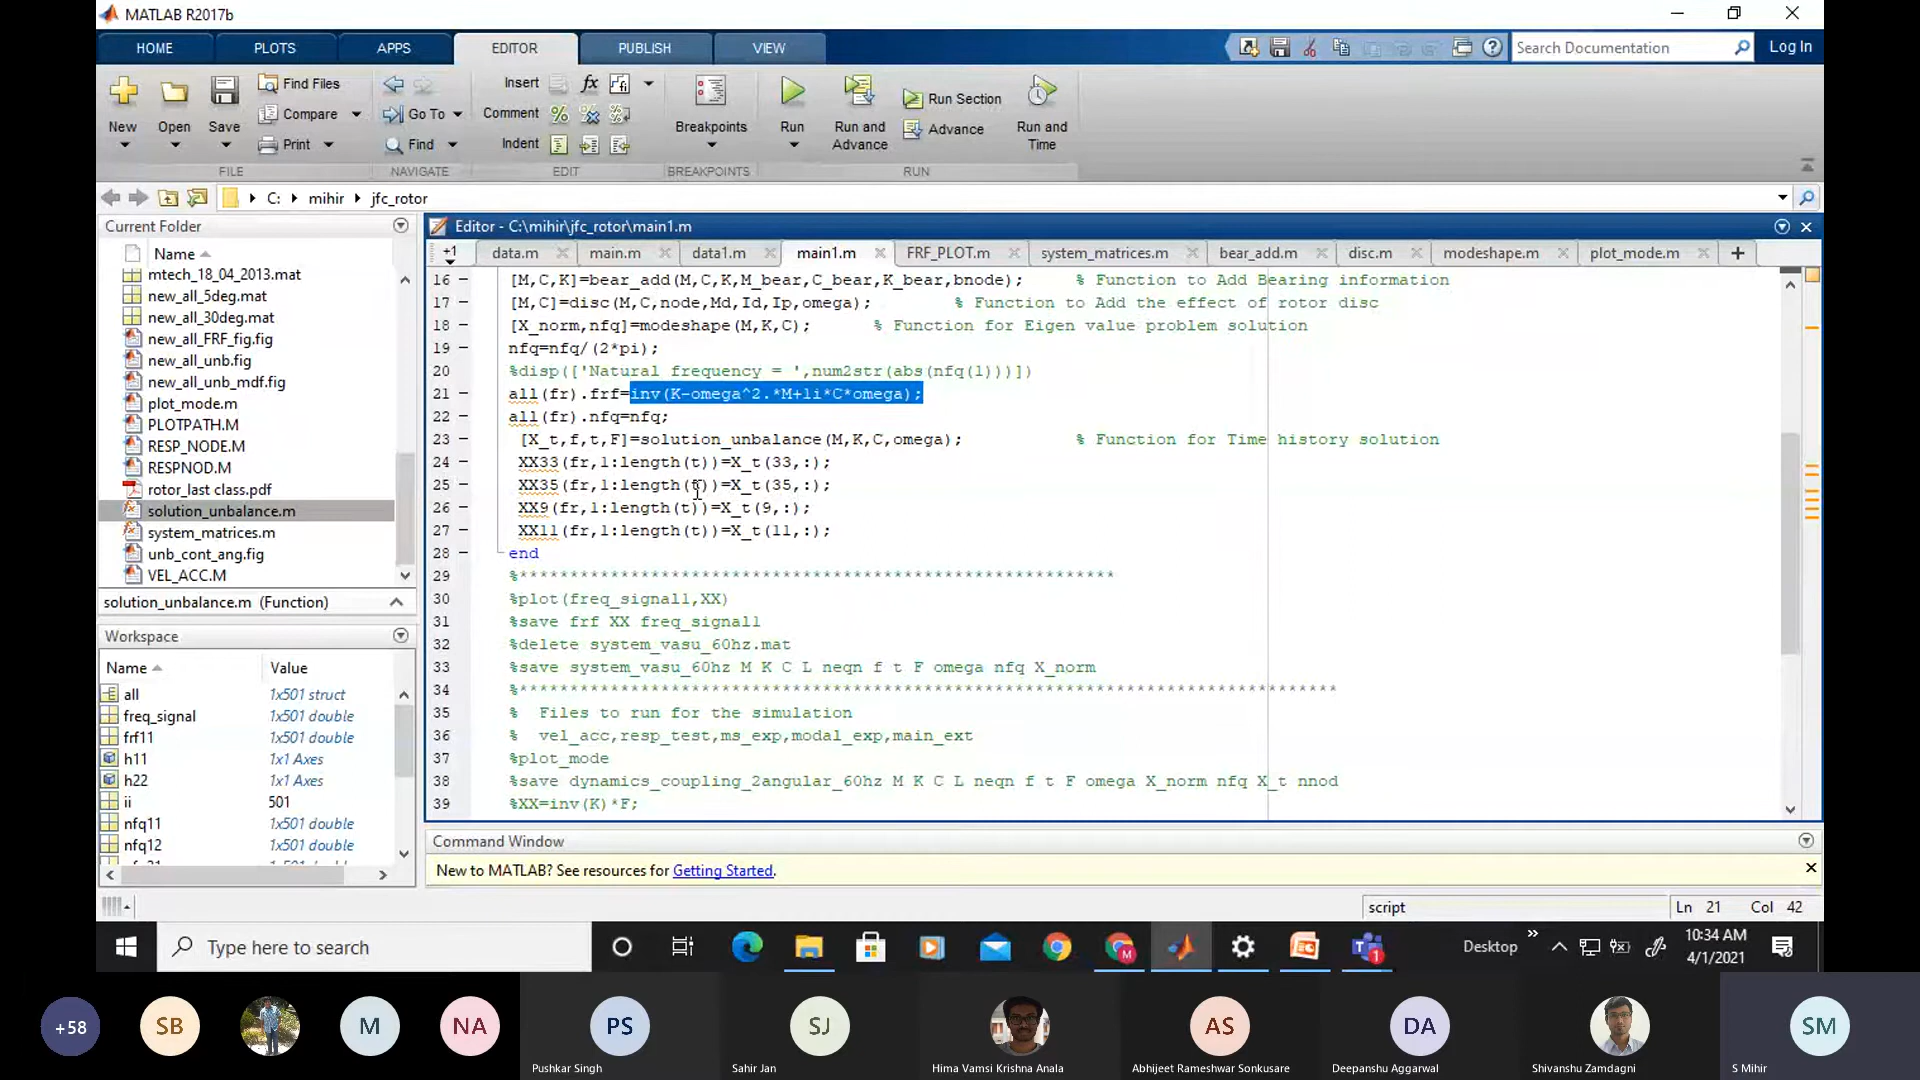 MATLAB R2017b
HOME PLOTS APPS EDITOR PUBLISH VIEW
Search Documentation Log In
New Open Save Find Files Compare Print
Go To Find
Insert Comment Indent
Breakpoints
Run Run and Advance Run Section Advance Run and Time
FILE NAVIGATE EDIT BREAKPOINTS RUN
C: mihir jfc_rotor
Current Folder
Name
mtech_18_04_2013.mat
new_all_5deg.mat
new_all_30deg.mat
new_all_FRF_fig.fig
new_all_unb.fig
new_all_unb_mdf.fig
plot_mode.m
PLOTPATH.M
RESP_NODE.M
RESPNOD.M
rotor_last class.pdf
solution_unbalance.m
system_matrices.m
unb_cont_ang.fig
VEL_ACC.M
solution_unbalance.m (Function)
Workspace
Name Value
all 1x501 struct
freq_signal 1x501 double
frf11 1x501 double
h11 1x1 Axes
h22 1x1 Axes
ii 501
nfq11 1x501 double
nfq12 1x501 double
Editor - C:\mihir\jfc_rotor\main1.m
+1 data.m main.m data1.m main1.m FRF_PLOT.m system_matrices.m bear_add.m disc.m modeshape.m plot_mode.m
16 [M,C,K]=bear_add(M,C,K,M_bear,C_bear,K_bear,bnode); % Function to Add Bearing information
17 [M,C]=disc(M,C,node,Md,Id,Ip,omega); % Function to Add the effect of rotor disc
18 [X_norm,nfq]=modeshape(M,K,C); % Function for Eigen value problem solution
19 nfq=nfq/(2*pi);
20 %disp(['Natural frequency = ',num2str(abs(nfq(1)))])
21 all(fr).frf=inv(K-omega^2.*M+1i*C*omega);
22 all(fr).nfq=nfq;
23 [X_t,f,t,F]=solution_unbalance(M,K,C,omega); % Function for Time history solution
24 XX33(fr,1:length(t))=X_t(33,:);
25 XX35(fr,1:length(t))=X_t(35,:);
26 XX9(fr,1:length(t))=X_t(9,:);
27 XX11(fr,1:length(t))=X_t(11,:);
28 end
29 %**********************************************************
30 %plot(freq_signal1,XX)
31 %save frf XX freq_signal1
32 %delete system_vasu_60hz.mat
33 %save system_vasu_60hz M K C L neqn f t F omega nfq X_norm
34 %********************************************************************************
35 % Files to run for the simulation
36 % vel_acc,resp_test,ms_exp,modal_exp,main_ext
37 %plot_mode
38 %save dynamics_coupling_2angular_60hz M K C L neqn f t F omega X_norm nfq X_t nnod
39 %XX=inv(K)*F;
Command Window
New to MATLAB? See resources for Getting Started.
script Ln 21 Col 42
Type here to search
Desktop
10:34 AM
4/1/2021
+58 SB M NA PS SJ AS DA SM
Pushkar Singh Sahir Jan Hima Vamsi Krishna Anala Abhijeet Rameshwar Sonkusare Deepanshu Aggarwal Shivanshu Zamdagni S Mihir